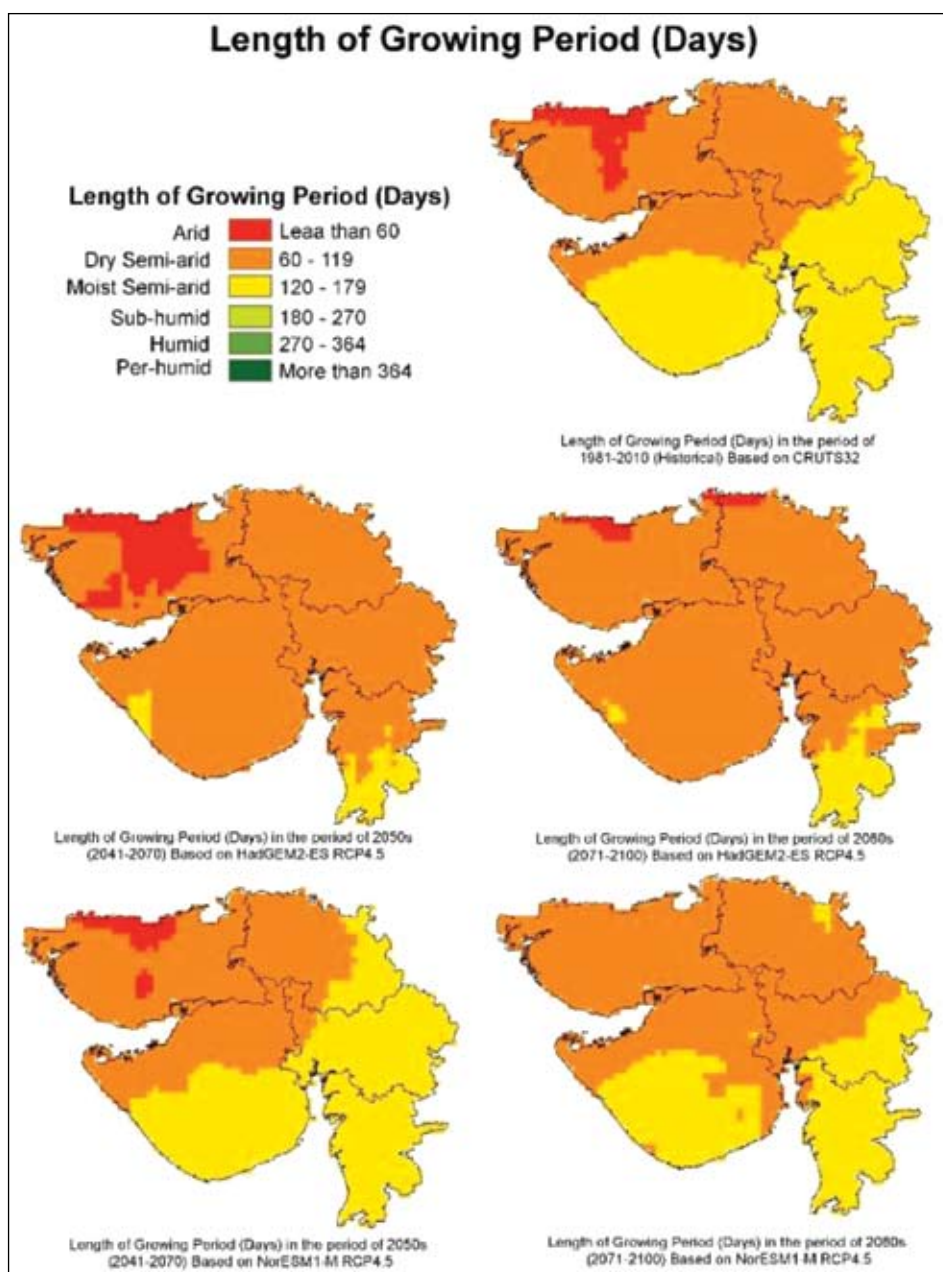 Length of Growing Period (Days)
Length of Growing Period (Days)
Arid Leaa than 60
Dry Semi-arid 60 - 119
Moist Semi-arid 120 - 179
Sub-humid 180 - 270
Humid 270 - 364
Per-humid More than 364
Length of Growing Period (Days) in the period of
1981-2010 (Historical) Based on CRUTS32
Length of Growing Period (Days) in the period of 2050s
(2041-2070) Based on HadGEM2-ES RCP4.5
Length of Growing Period (Days) in the period of 2080s
(2071-2100) Based on HadGEM2-ES RCP4.5
Length of Growing Period (Days) in the period of 2050s
(2041-2070) Based on NorESM1-M RCP4.5
Length of Growing Period (Days) in the period of 2080s
(2071-2100) Based on NorESM1-M RCP4.5